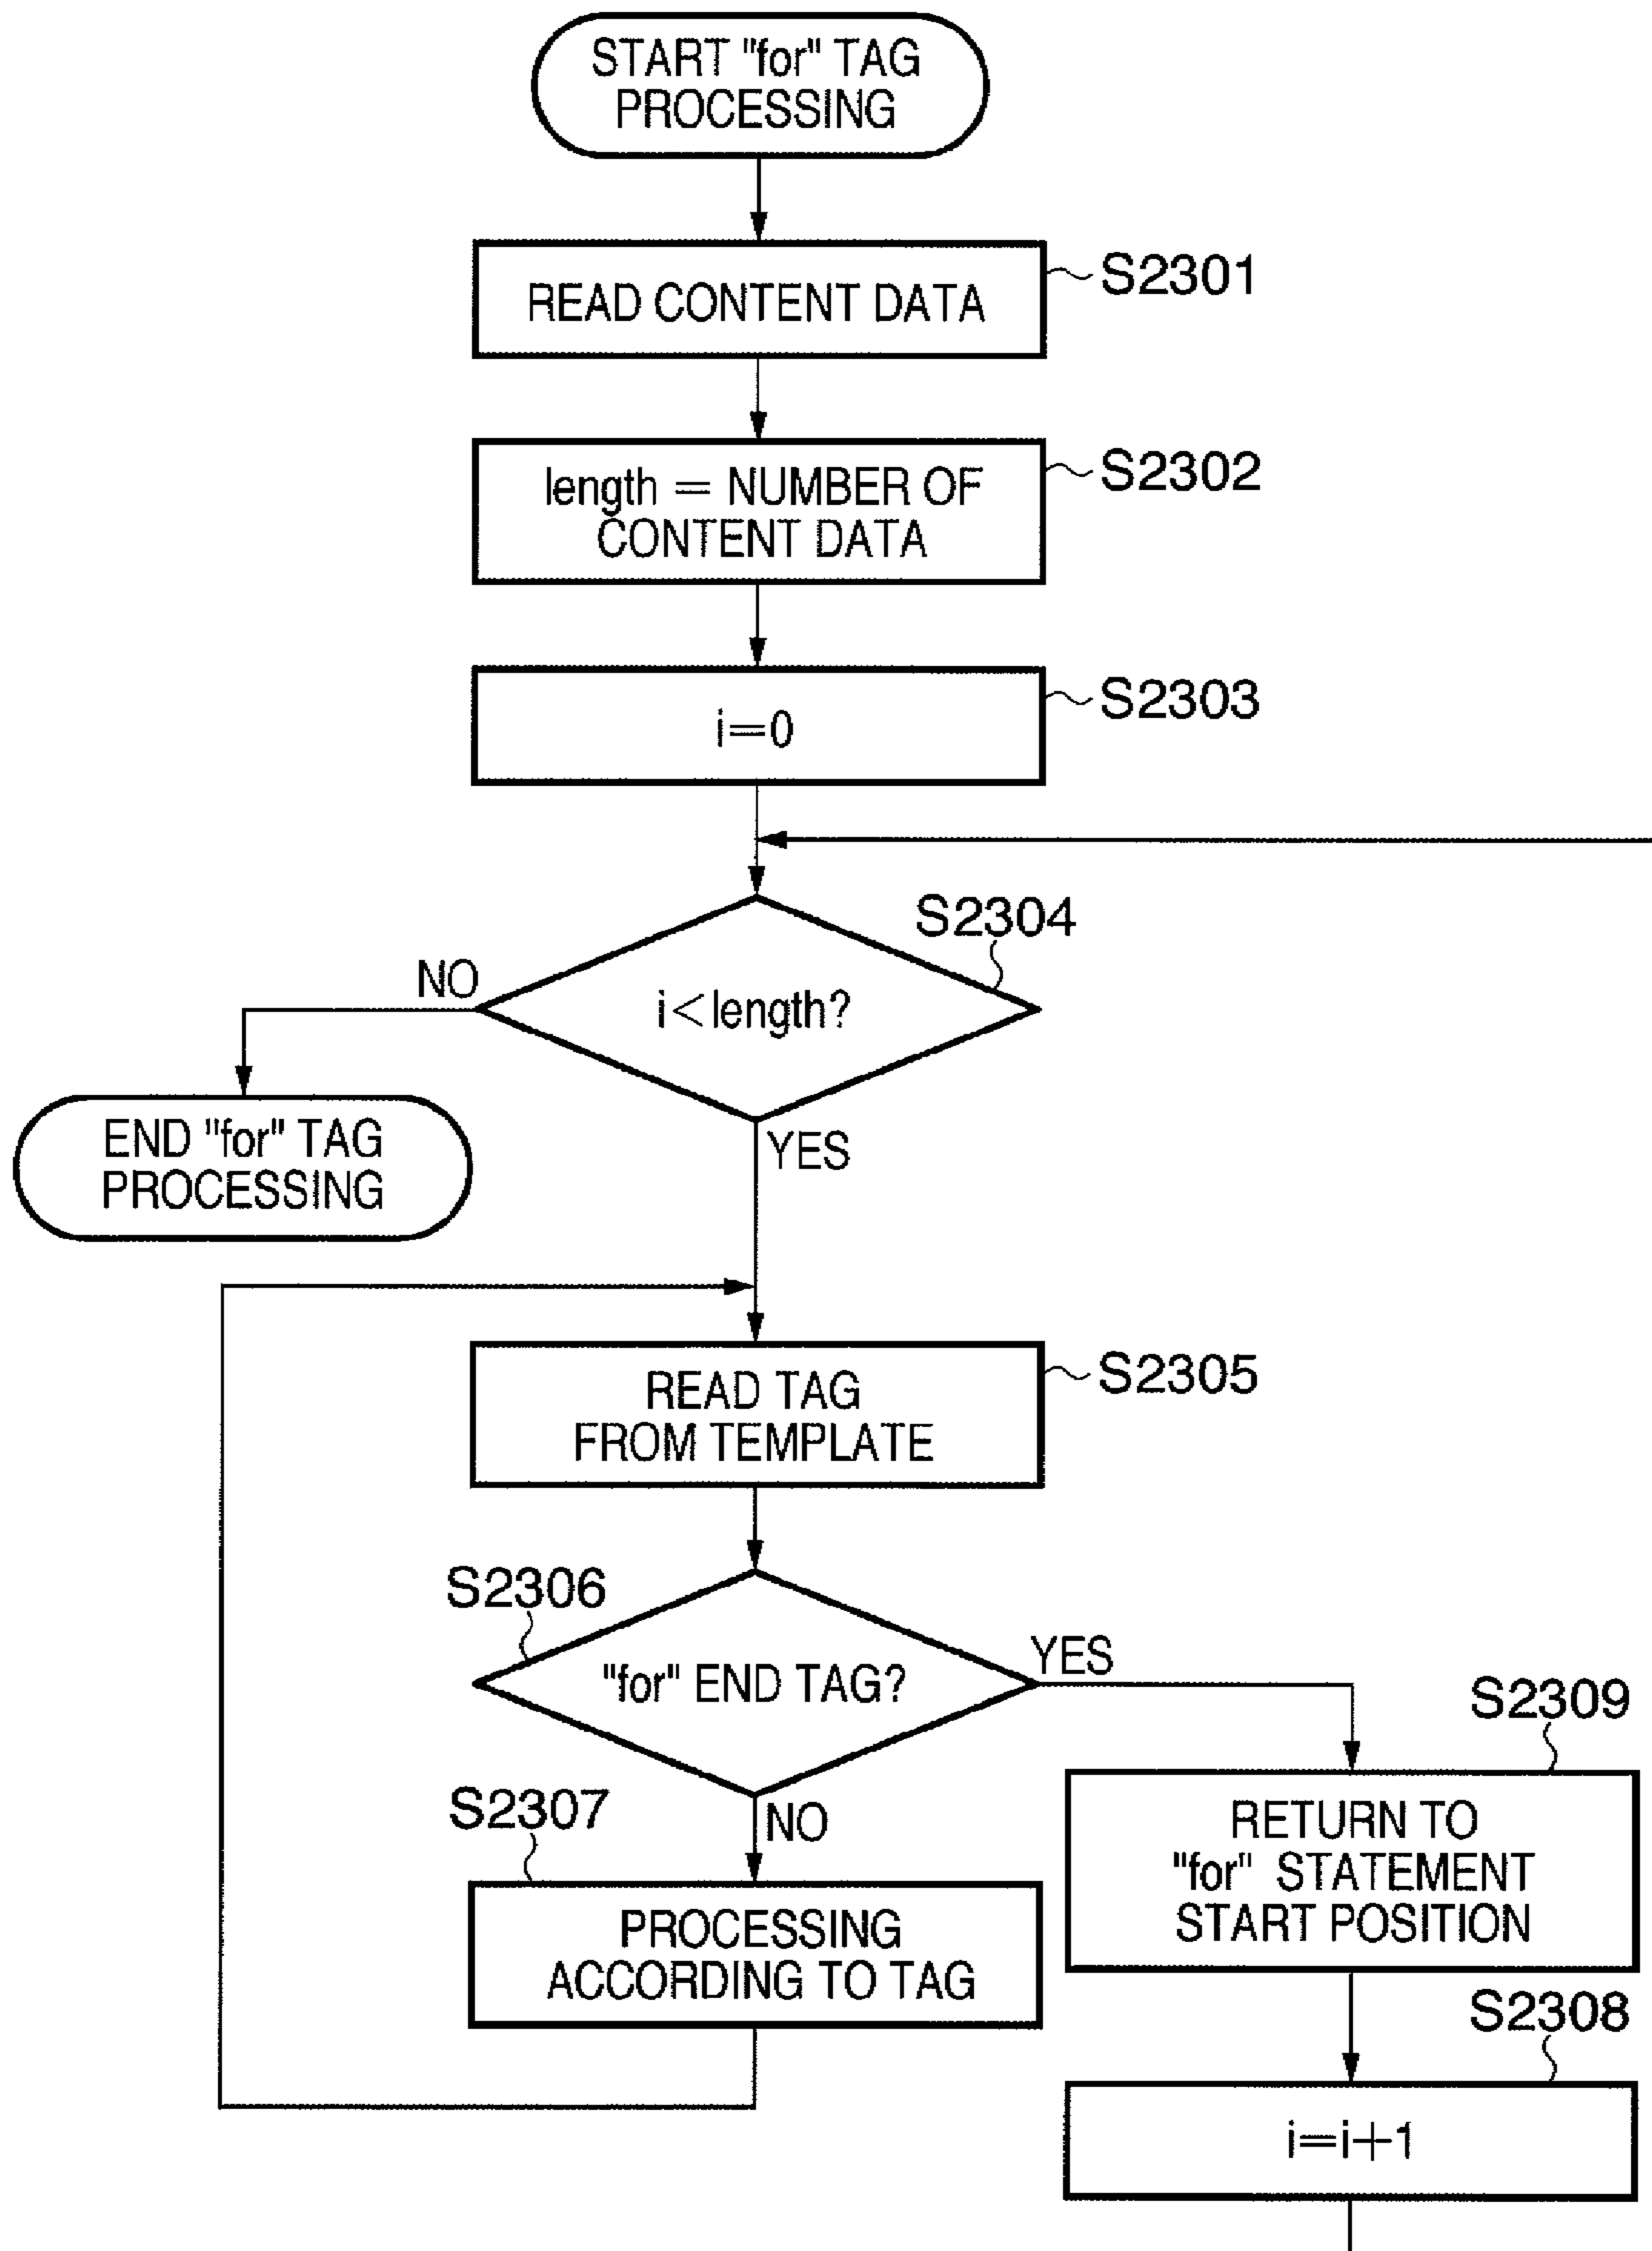 START "for" TAG
PROCESSING
READ CONTENT DATA
S2301
length = NUMBER OF
CONTENT DATA
S2302
i=0
S2303
S2304
NO
i<length?
END "for" TAG
PROCESSING
YES
READ TAG
FROM TEMPLATE
S2305
S2306
"for" END TAG?
YES
S2309
S2307
NO
RETURN TO
"for" STATEMENT
START POSITION
PROCESSING
ACCORDING TO TAG
S2308
i=i+1